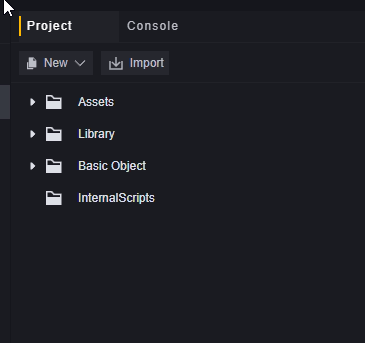 Project Console
New Import
Assets
Library
Basic Object
InternalScripts